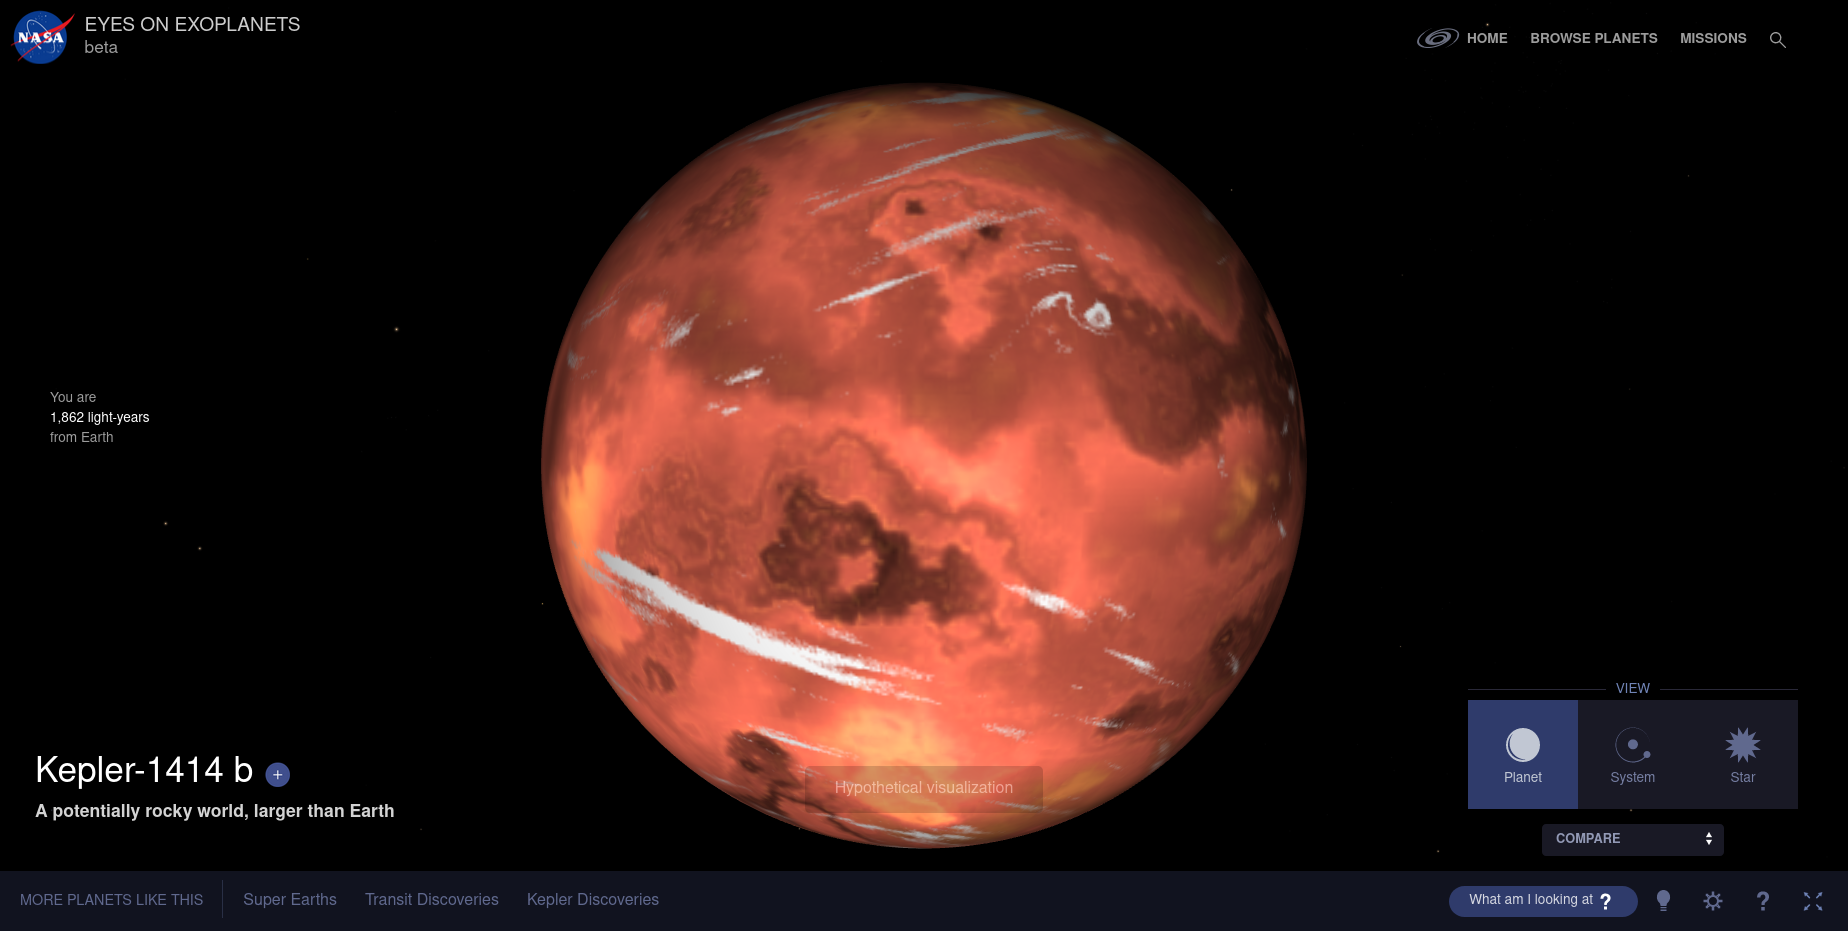 NASA
EYES ON EXOPLANETS
beta
HOME
BROWSE PLANETS
MISSIONS
You are
1,862 light-years
from Earth
Kepler-1414 b +
A potentially rocky world, larger than Earth
Hypothetical visualization
VIEW
Planet
System
Star
COMPARE
MORE PLANETS LIKE THIS
Super Earths
Transit Discoveries
Kepler Discoveries
What am I looking at ?
?